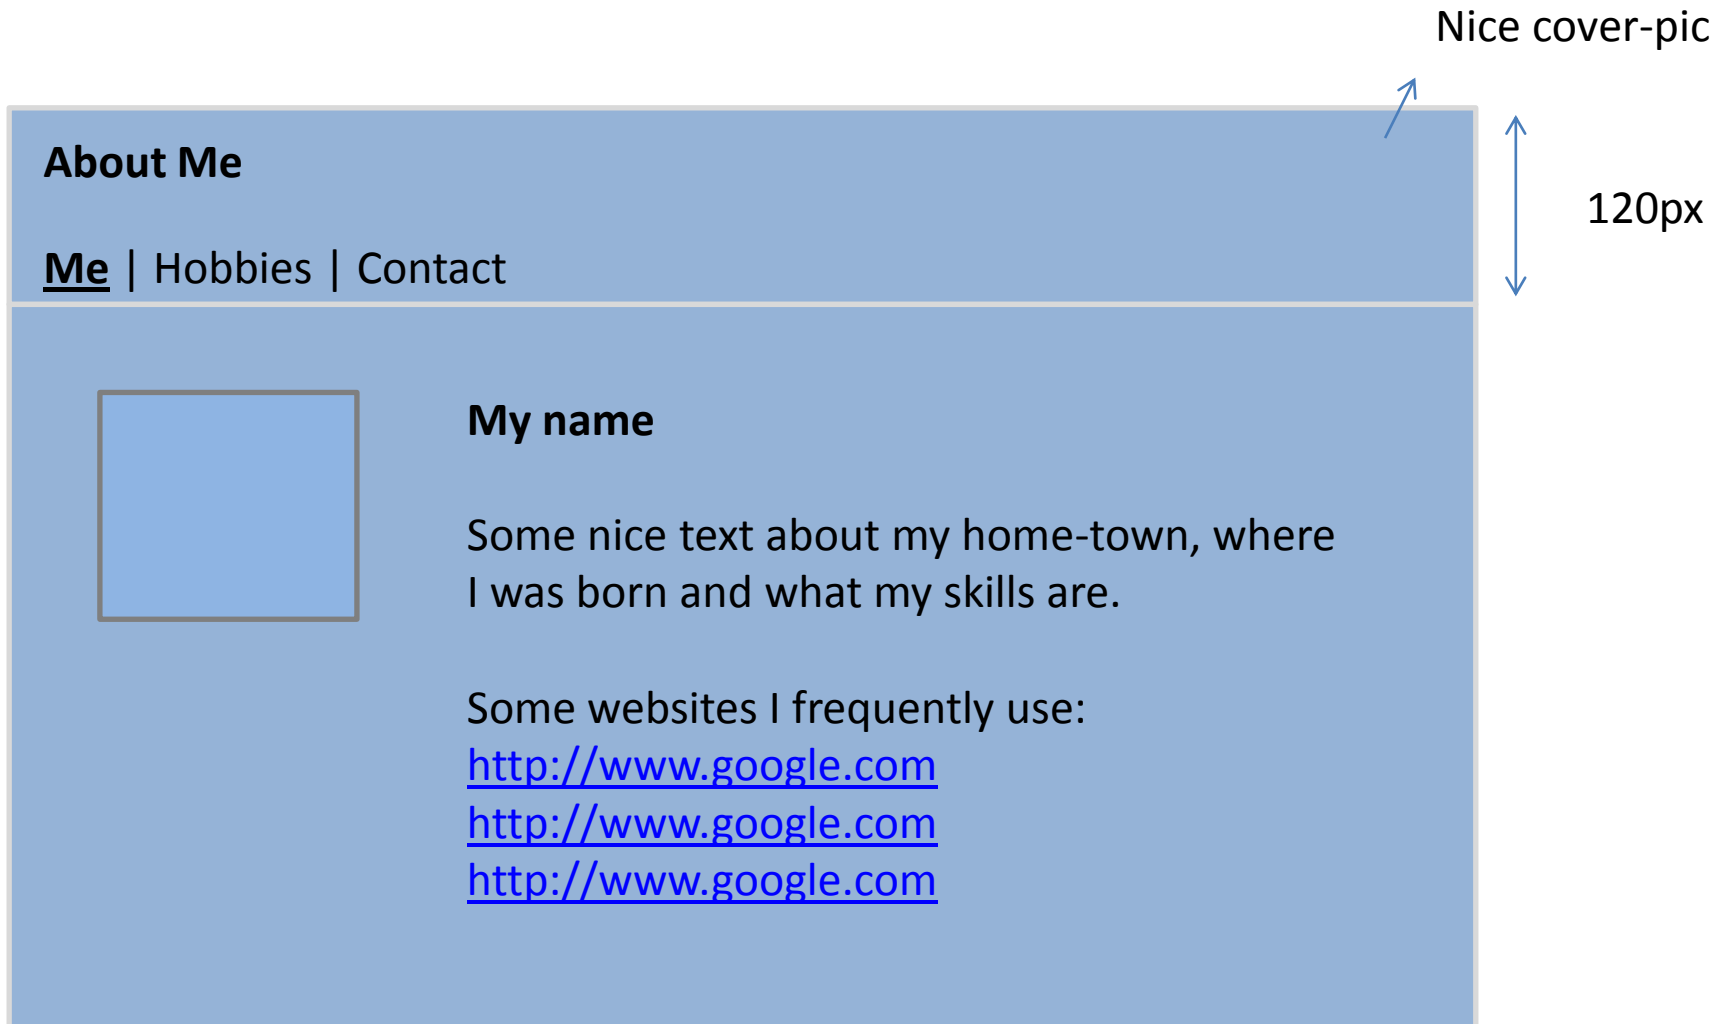 Nice cover-pic
About Me
120px
Me | Hobbies | Contact
My name
Some nice text about my home-town, where
I was born and what my skills are.
Some websites I frequently use:
http://www.google.com
http://www.google.com
http://www.google.com